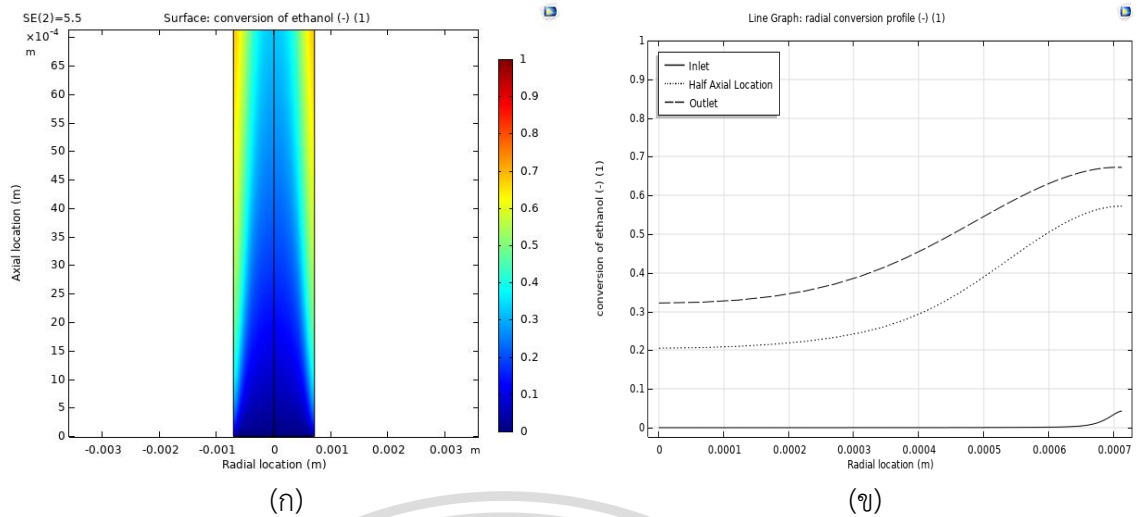 SE(2)=5.5 Surface: conversion of ethanol (-) (1)
×10⁻⁴
m
65
60
55
50
45
40
35
30
25
20
15
10
5
0
Axial location (m)
-0.003 -0.002 -0.001 0 0.001 0.002 0.003 m
Radial location (m)
1
0.9
0.8
0.7
0.6
0.5
0.4
0.3
0.2
0.1
0
(ก)
Line Graph: radial conversion profile (-) (1)
Inlet
Half Axial Location
Outlet
1
0.9
0.8
0.7
0.6
0.5
0.4
0.3
0.2
0.1
0
conversion of ethanol (-) (1)
0 0.0001 0.0002 0.0003 0.0004 0.0005 0.0006 0.0007
Radial location (m)
(ข)